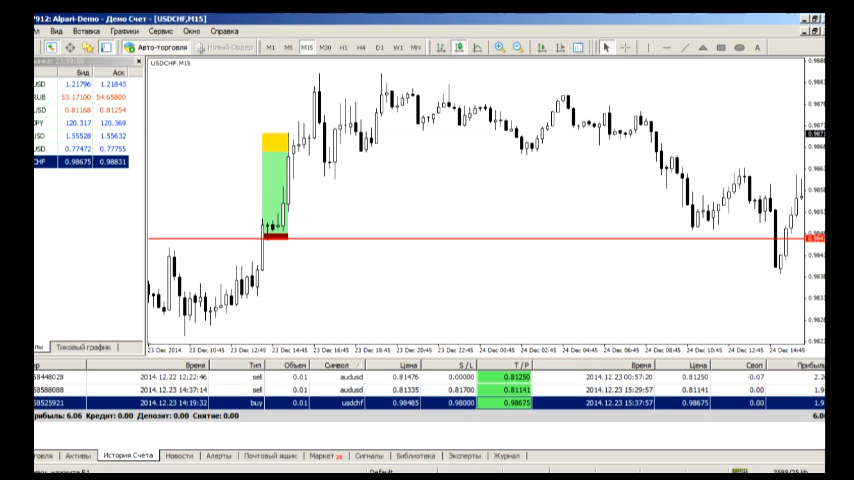 7912: Alpari-Demo - Демо Счет - [USDCHF,M15]
Вид Вставка Графики Сервис Окно Справка
Авто-торговля Новый Ордер M1 M5 M15 M30 H1 H4 D1 W1 MN A
Бид Аск
USD 1.21796 1.21843
RUB 53.17100 54.65800
USD 0.81168 0.81254
JPY 120.317 120.369
USD 1.55528 1.55632
USD 0.77472 0.77755
CHF 0.98675 0.98831
Тиковый график
USDCHF,M15
23 Dec 2014 23 Dec 10:45 23 Dec 12:45 23 Dec 14:45 23 Dec 16:45 23 Dec 18:45 23 Dec 20:45 23 Dec 22:45 24 Dec 00:45 24 Dec 02:45 24 Dec 04:45 24 Dec 06:45 24 Dec 08:45 24 Dec 10:45 24 Dec 12:45 24 Dec 14:45
Время Тип Объем Символ Цена S / L T / P Время Цена Своп Прибыль
58448028 2014.12.22 12:22:46 sell 0.01 audusd 0.81476 0.00000 0.81250 2014.12.23 00:57:20 0.81250 -0.07
58588088 2014.12.23 14:37:14 sell 0.01 audusd 0.81335 0.81700 0.81141 2014.12.23 15:29:57 0.81141 0.00
58525921 2014.12.23 14:19:32 buy 0.01 usdchf 0.98485 0.98000 0.98675 2014.12.23 15:37:57 0.98675 0.00
Прибыль: 6.06 Кредит: 0.00 Депозит: 0.00 Снятие: 0.00
Активы История Счета Новости Алерты Почтовый ящик Маркет 29 Сигналы Библиотека Эксперты Журнал
Default